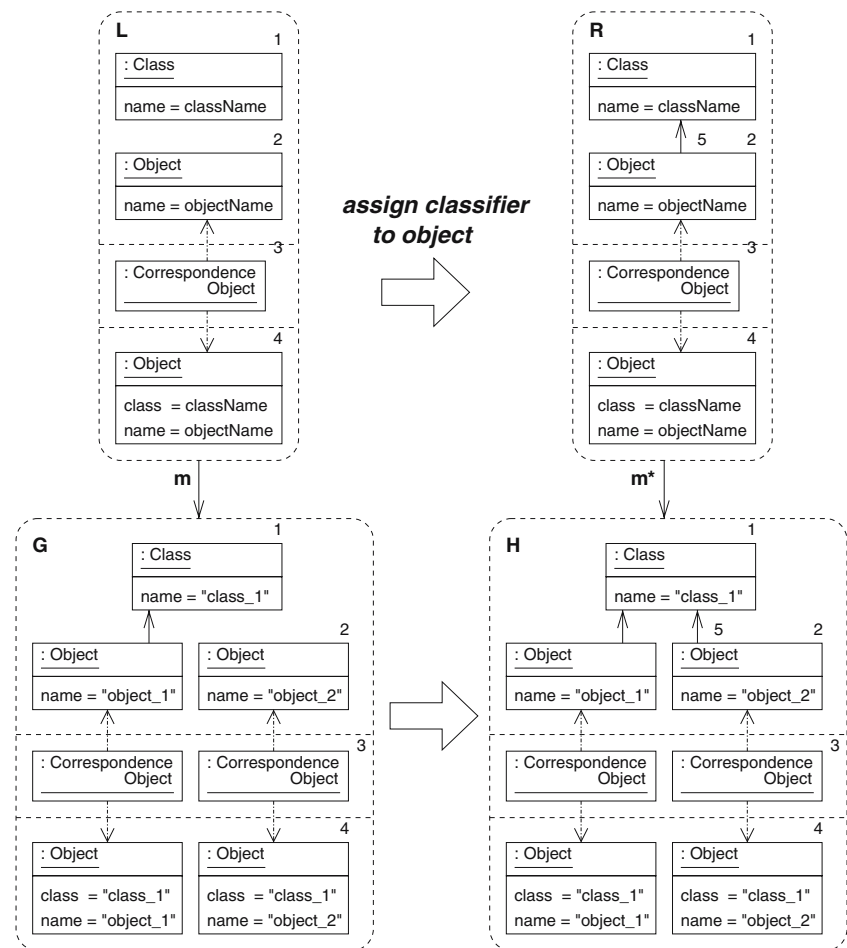 L
1
: Class
name = className
2
: Object
name = objectName
3
: Correspondence
Object
4
: Object
class = className
name = objectName
assign classifier
to object
R
1
: Class
name = className
5
2
: Object
name = objectName
3
: Correspondence
Object
4
: Object
class = className
name = objectName
m
m*
G
1
: Class
name = "class_1"
: Object
name = "object_1"
2
: Object
name = "object_2"
: Correspondence
Object
3
: Correspondence
Object
: Object
class = "class_1"
name = "object_1"
4
: Object
class = "class_1"
name = "object_2"
H
1
: Class
name = "class_1"
: Object
name = "object_1"
5
2
: Object
name = "object_2"
: Correspondence
Object
3
: Correspondence
Object
: Object
class = "class_1"
name = "object_1"
4
: Object
class = "class_1"
name = "object_2"